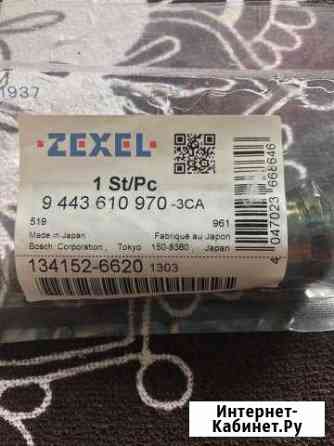 1937
ZEXEL
1 St/Pc
9 443 610 970 -3CA
519 961
Made in Japan Fabriqué au Japon
Bosch Corporation, Tokyo 150-8360, Japan
134152-6620 1303
4 047023 668646
Интернет-
Кабинет.Ру